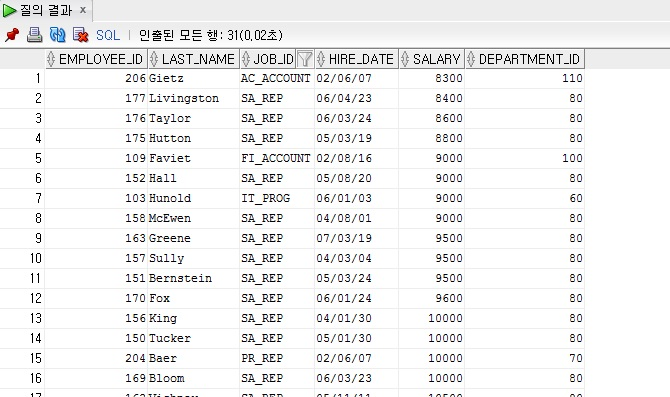 질의 결과 x
SQL | 인출된 모든 행: 31(0,02초)
EMPLOYEE_ID LAST_NAME JOB_ID HIRE_DATE SALARY DEPARTMENT_ID
1 206 Gietz AC_ACCOUNT 02/06/07 8300 110
2 177 Livingston SA_REP 06/04/23 8400 80
3 176 Taylor SA_REP 06/03/24 8600 80
4 175 Hutton SA_REP 05/03/19 8800 80
5 109 Faviet FI_ACCOUNT 02/08/16 9000 100
6 152 Hall SA_REP 05/08/20 9000 80
7 103 Hunold IT_PROG 06/01/03 9000 60
8 158 McEwen SA_REP 04/08/01 9000 80
9 163 Greene SA_REP 07/03/19 9500 80
10 157 Sully SA_REP 04/03/04 9500 80
11 151 Bernstein SA_REP 05/03/24 9500 80
12 170 Fox SA_REP 06/01/24 9600 80
13 156 King SA_REP 04/01/30 10000 80
14 150 Tucker SA_REP 05/01/30 10000 80
15 204 Baer PR_REP 02/06/07 10000 70
16 169 Bloom SA_REP 06/03/23 10000 80